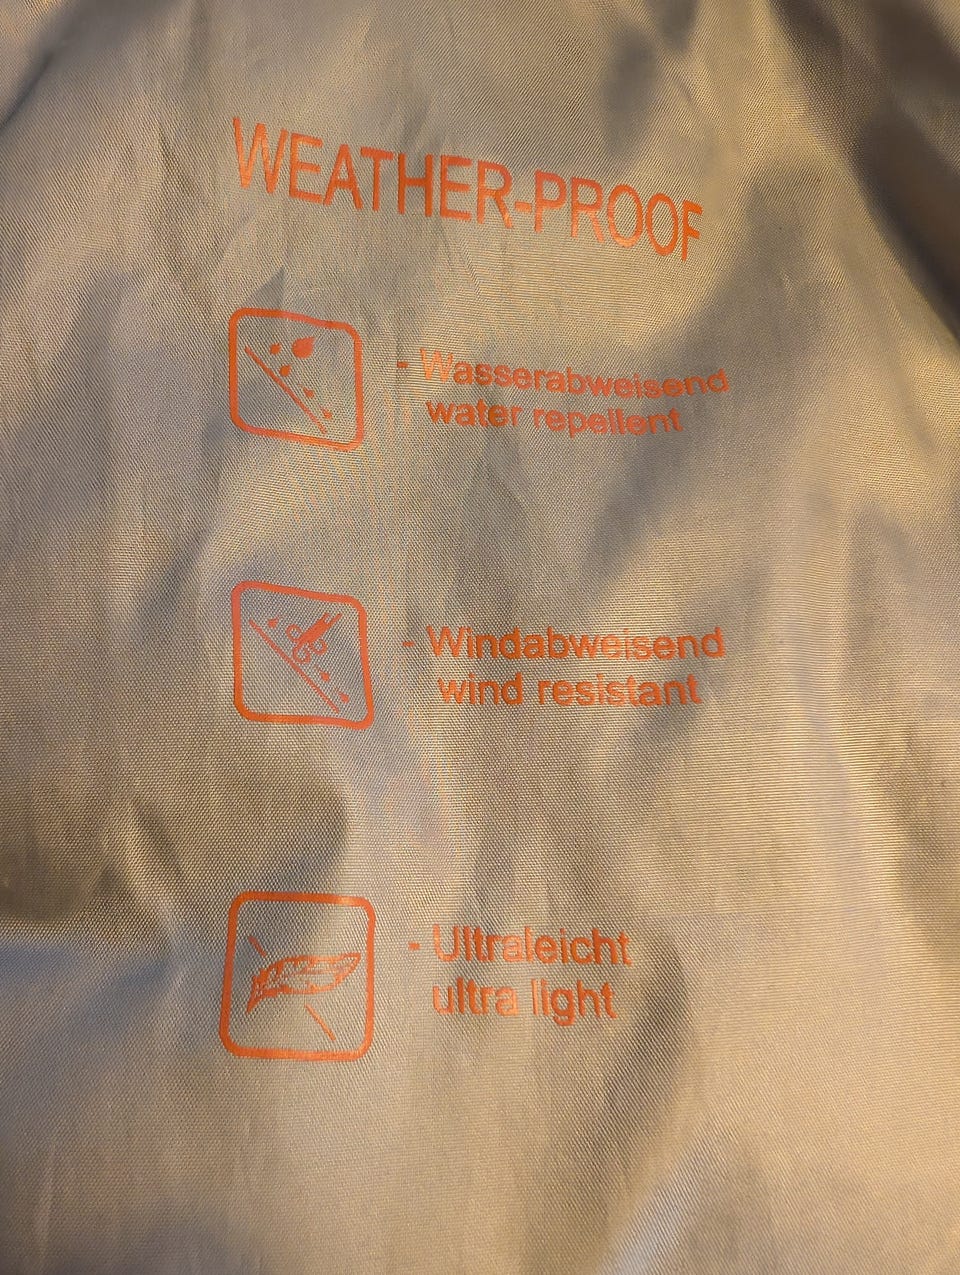 WEATHER-PROOF
- Wasserabweisend
water repellent
- Windabweisend
wind resistant
- Ultraleicht
ultra light